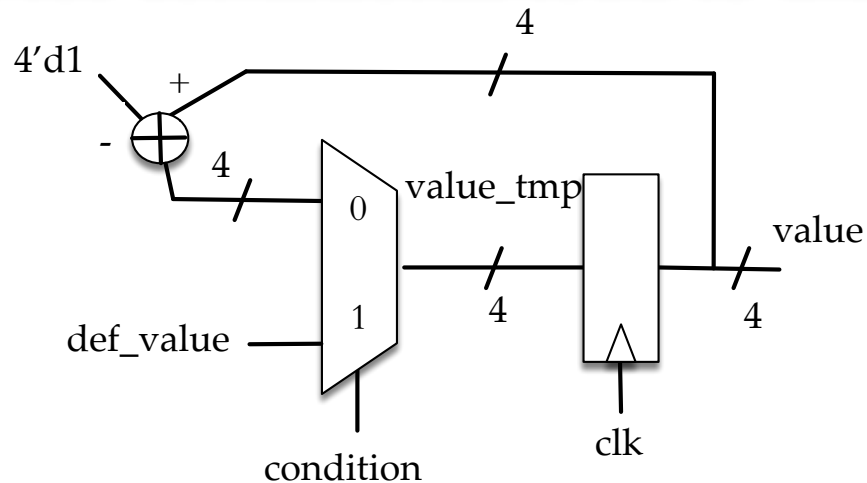 4
4’d1
+
-
4
value_tmp
0
value
1
4
4
def_value
clk
condition